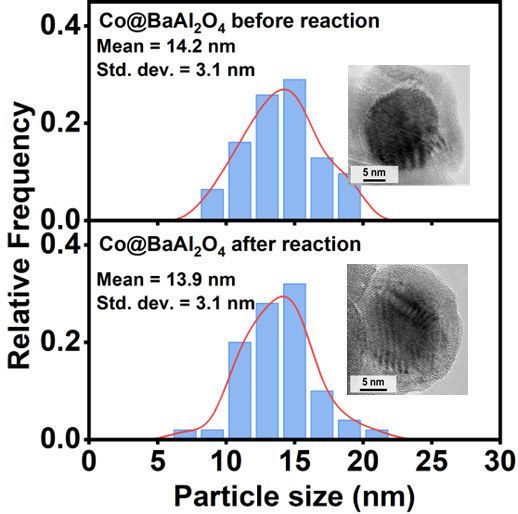 Co@BaAl₂O₄ before reaction
Mean = 14.2 nm
Std. dev. = 3.1 nm
5 nm
0.4
0.2
0.0
Co@BaAl₂O₄ after reaction
Mean = 13.9 nm
Std. dev. = 3.1 nm
5 nm
0.4
0.2
0.0
0 5 10 15 20 25 30
Particle size (nm)
Relative Frequency